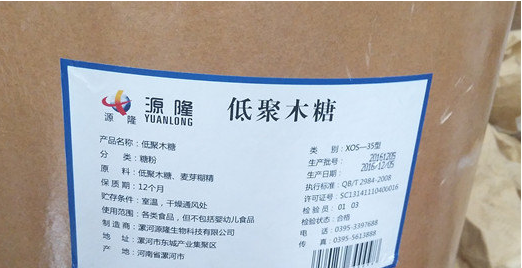 源隆
源隆
YUANLONG
低聚木糖
产品名称：低聚木糖
分 类：糖粉
原 料：低聚木糖、麦芽糊精
保 质 期：12个月
贮存条件：室温，干燥通风处
使用范围：各类食品，但不包括婴幼儿食品
制 造 商：漯河源隆生物科技有限公司
地 址：漯河市东城产业集聚区
产 地：河南省漯河市
类 别：XOS—35型
生产批号：20161205
生产日期：2016/12/05
执行标准：QB/T 2984-2008
许可证号：SC13141110400016
检 验 员：01 03
检验状态：合格
电 话：0395-3397688
传 真：0395-5613888